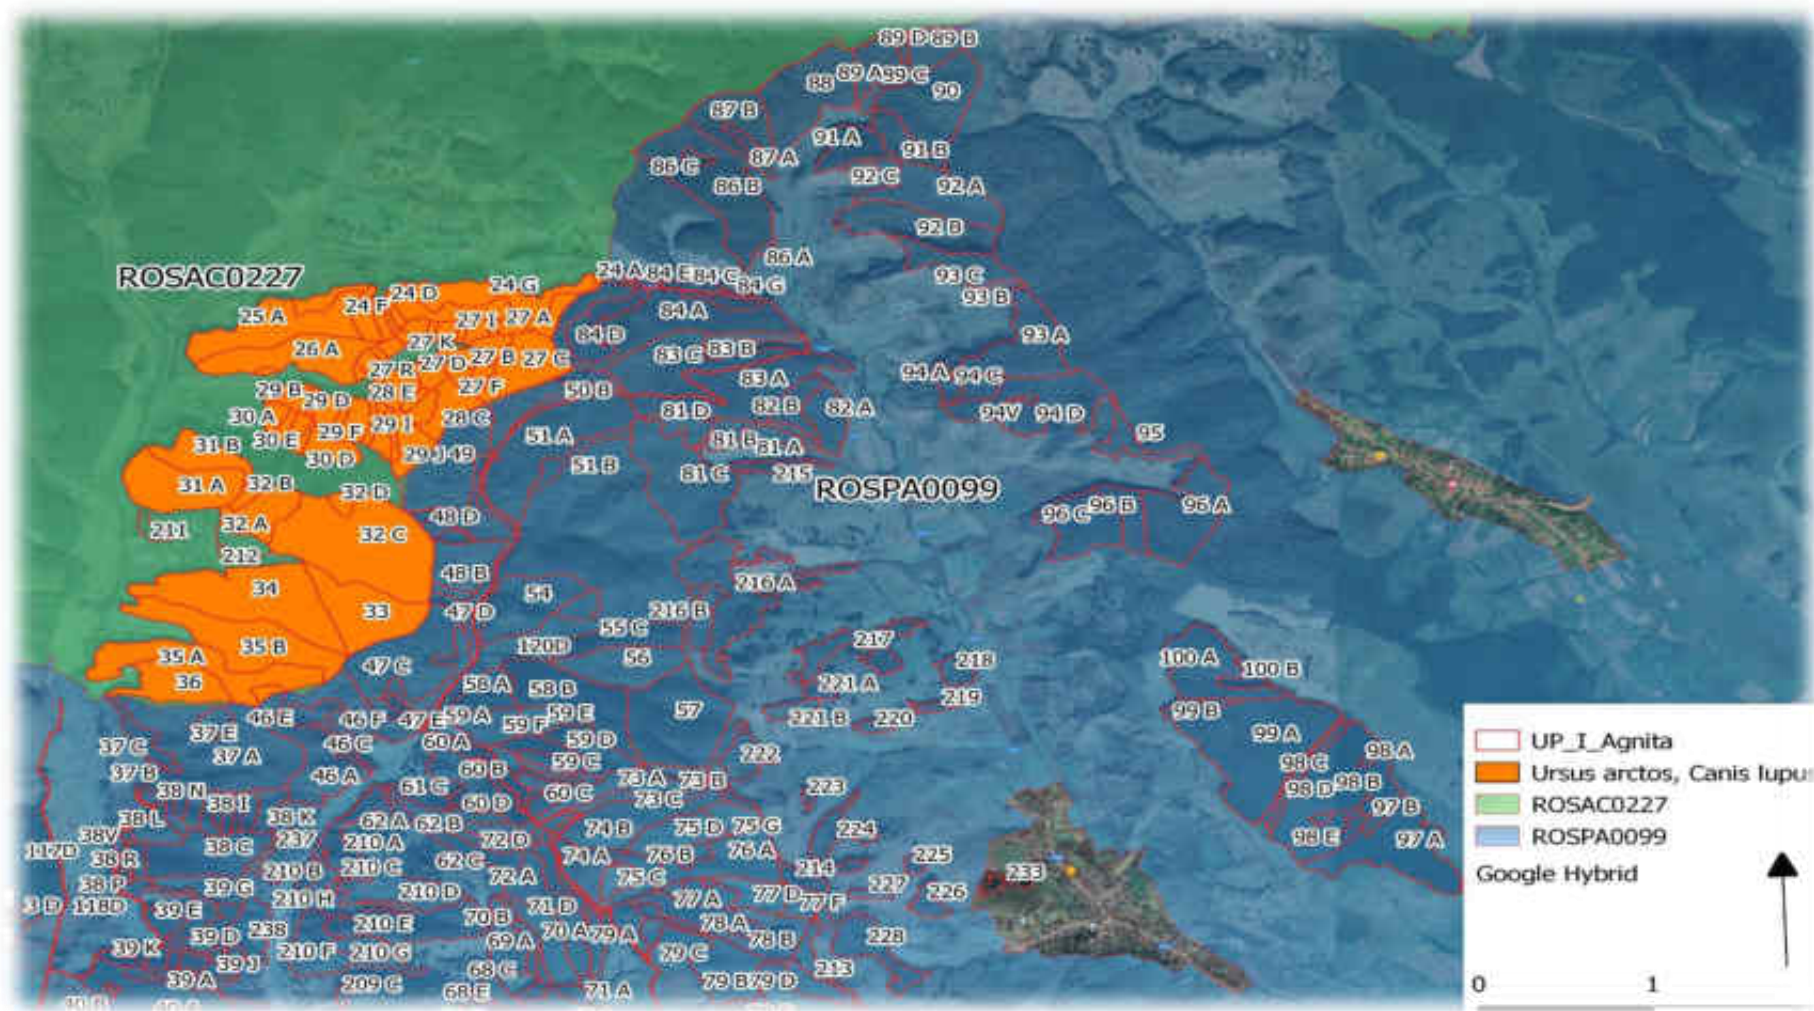 89 D 89 B
88 89 A 89 C
90
87 B
91 A
91 B
87 A
86 C
92 C
86 B 92 A
92 B
86 A
ROSAC0227
24 A 84 E 84 C 84 G
93 C
93 B
24 G
24 D
24 F
25 A
27 I 27 A
84 A
84 D
93 A
27 K
26 A
83 C 83 B
27 R 27 D 27 B 27 C
94 A 94 C
83 A
29 B 28 E 27 F
50 B
29 D
81 D 82 B 82 A
94V 94 D
30 A
28 C
29 F 29 I
95
31 B 30 E
51 A
81 B 81 A
30 D
29 J 49
51 B
81 C 215
ROSPA0099
31 A 32 B
32 D
96 C 96 B 96 A
48 D
211 32 A
32 C
212
48 B
216 A
34
54
33 47 D
216 B
55 C
217
35 B
120D
35 A
56
218
100 A
100 B
47 C
36
58 A 58 B
221 A
219
57
99 B
46 E 46 F 47 E 59 A 59 F 59 E
221 B 220
37 E
99 A
37 C 37 A
46 C
60 A
59 D
UP_I_Agnita
98 A
222
98 C
59 C
37 B
46 A
60 B
Ursus arctos, Canis lupus
73 A 73 B
98 D 98 B
38 N
61 C
60 C
223
73 C
38 I
60 D
ROSAC0227
97 B
38 L
38 K
62 A 62 B
74 B
75 D 75 G
224
38V
237
72 D
98 E
97 A
ROSPA0099
117D
38 R
38 C
210 A
74 A
76 B 76 A
225
62 C
210 B 210 C
214
233
Google Hybrid
72 A
75 C
38 P
39 G
227
226
210 D
210 H
77 A 77 D
77 F
3 D 118D
39 E
71 D
70 B
210 E
78 A
238
39 D
70 A 79 A
78 B
228
69 A
39 K
210 F 210 G
79 C
39 J
68 C
213
39 A
209 C
68 E
71 A
79 B 79 D
0 1